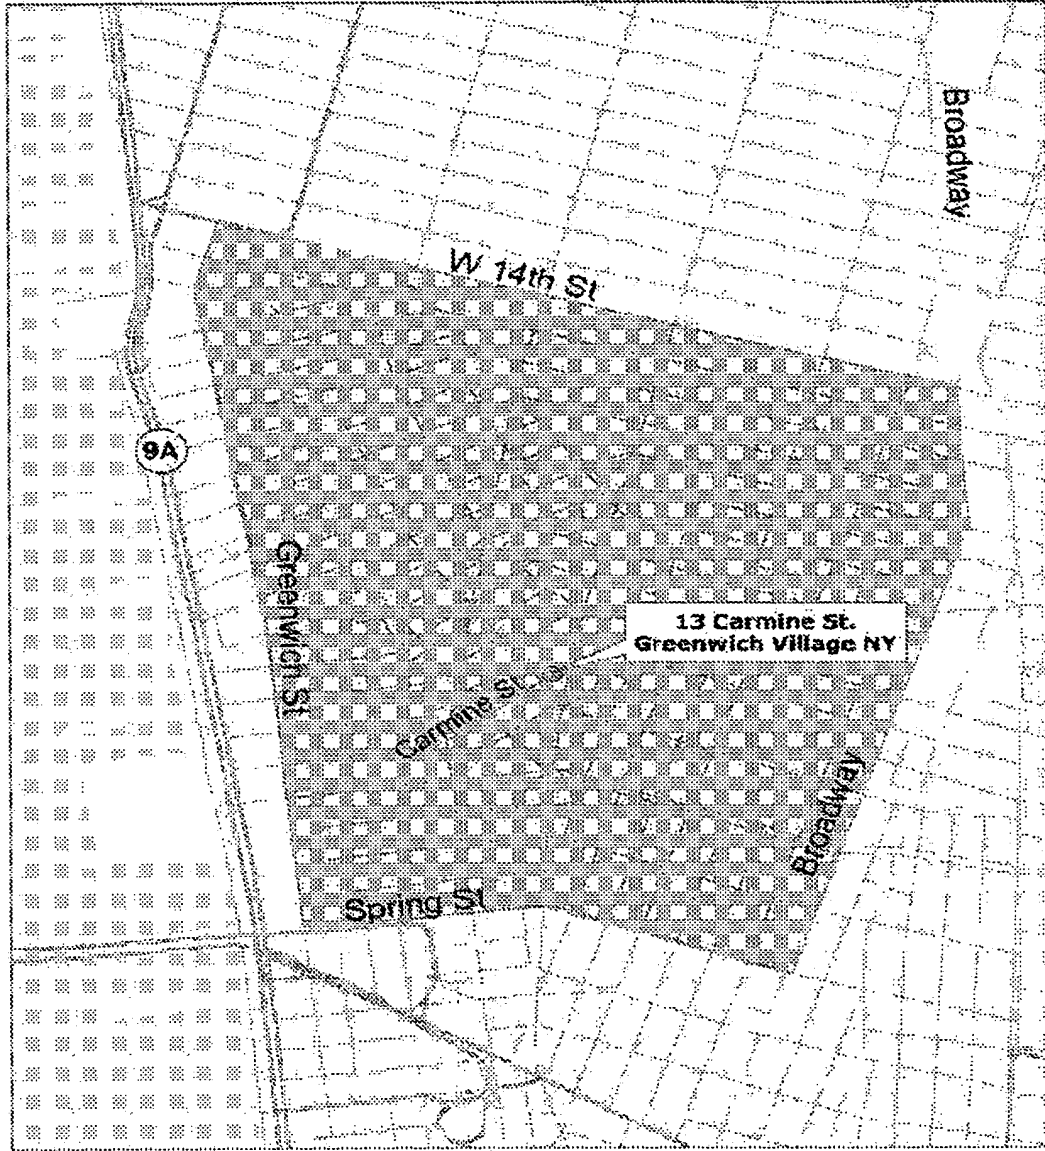 Broadway
W 14th St
9A
Greenwich St
13 Carmine St.
Greenwich Village NY
Carmine St.
Broadway
Spring St